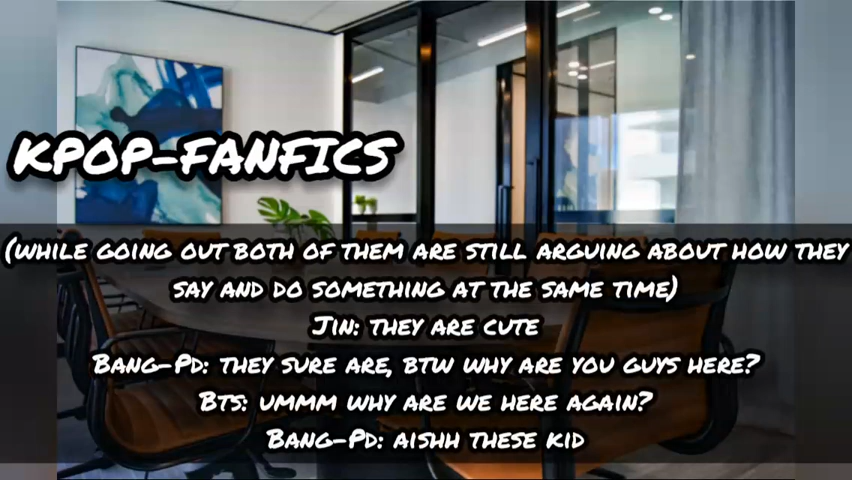 KPOP-FANFICS
(WHILE GOING OUT BOTH OF THEM ARE STILL ARGUING ABOUT HOW THEY
SAY AND DO SOMETHING AT THE SAME TIME)
JIN: THEY ARE CUTE
BANG-PD: THEY SURE ARE, BTW WHY ARE YOU GUYS HERE?
BTS: UMMM WHY ARE WE HERE AGAIN?
BANG-PD: AISHH THESE KID